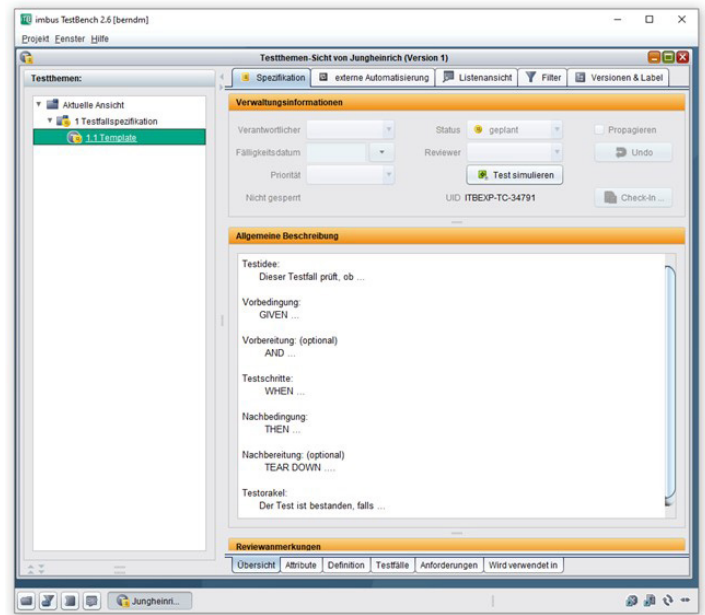 imbus TestBench 2.6 [berndm]
Projekt Fenster Hilfe
Testthemen-Sicht von Jungheinrich (Version 1)
Testthemen:
Aktuelle Ansicht
1 Testfallspezifikation
1.1 Template
Spezifikation externe Automatisierung Listenansicht Filter Versionen & Label
Verwaltungsinformationen
Verantwortlicher Status geplant Propagieren
Fälligkeitsdatum Reviewer Undo
Priorität Test simulieren
Nicht gesperrt UID ITBEXP-TC-34791 Check-In ...
Allgemeine Beschreibung
Testidee:
Dieser Testfall prüft, ob ...
Vorbedingung:
GIVEN ...
Vorbereitung: (optional)
AND ...
Testschritte:
WHEN ...
Nachbedingung:
THEN ...
Nachbereitung: (optional)
TEAR DOWN ....
Testorakel:
Der Test ist bestanden, falls ...
Reviewanmerkungen
Übersicht Attribute Definition Testfälle Anforderungen Wird verwendet in
Jungheinri...